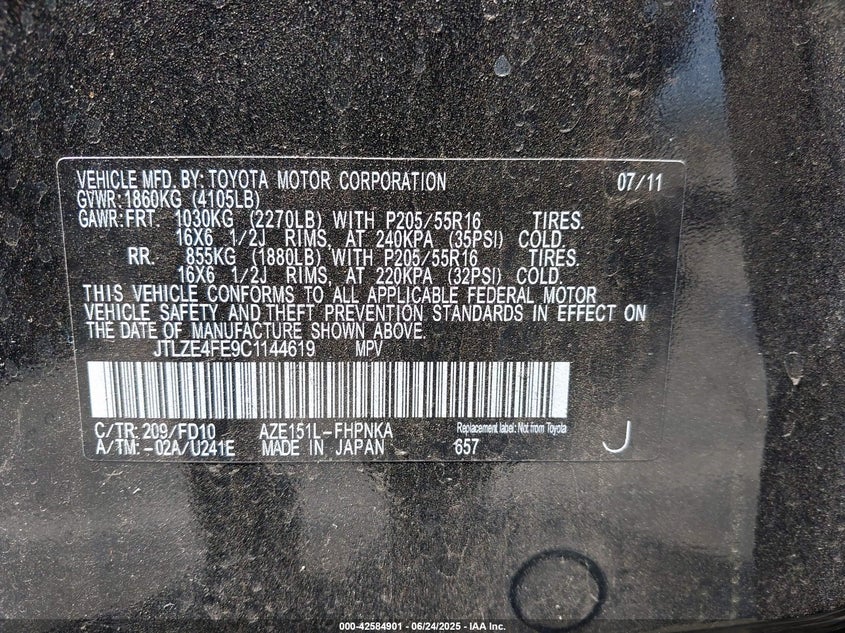 VEHICLE MFD. BY: TOYOTA MOTOR CORPORATION 07/11
GVWR: 1860KG (4105LB)
GAWR: FRT. 1030KG (2270LB) WITH P205/55R16 TIRES.
16X6 1/2J RIMS, AT 240KPA (35PSI) COLD.
RR. 855KG (1880LB) WITH P205/55R16 TIRES.
16X6 1/2J RIMS, AT 220KPA (32PSI) COLD.
THIS VEHICLE CONFORMS TO ALL APPLICABLE FEDERAL MOTOR
VEHICLE SAFETY AND THEFT PREVENTION STANDARDS IN EFFECT ON
THE DATE OF MANUFACTURE SHOWN ABOVE.
JTLZE4FE9C1144619 MPV
C/TR: 209/FD10 AZE151L-FHPNKA Replacement label: Not from Toyota
A/TM: -02A/U241E MADE IN JAPAN 657 J
000-42584901 - 06/24/2025 - IAA Inc.